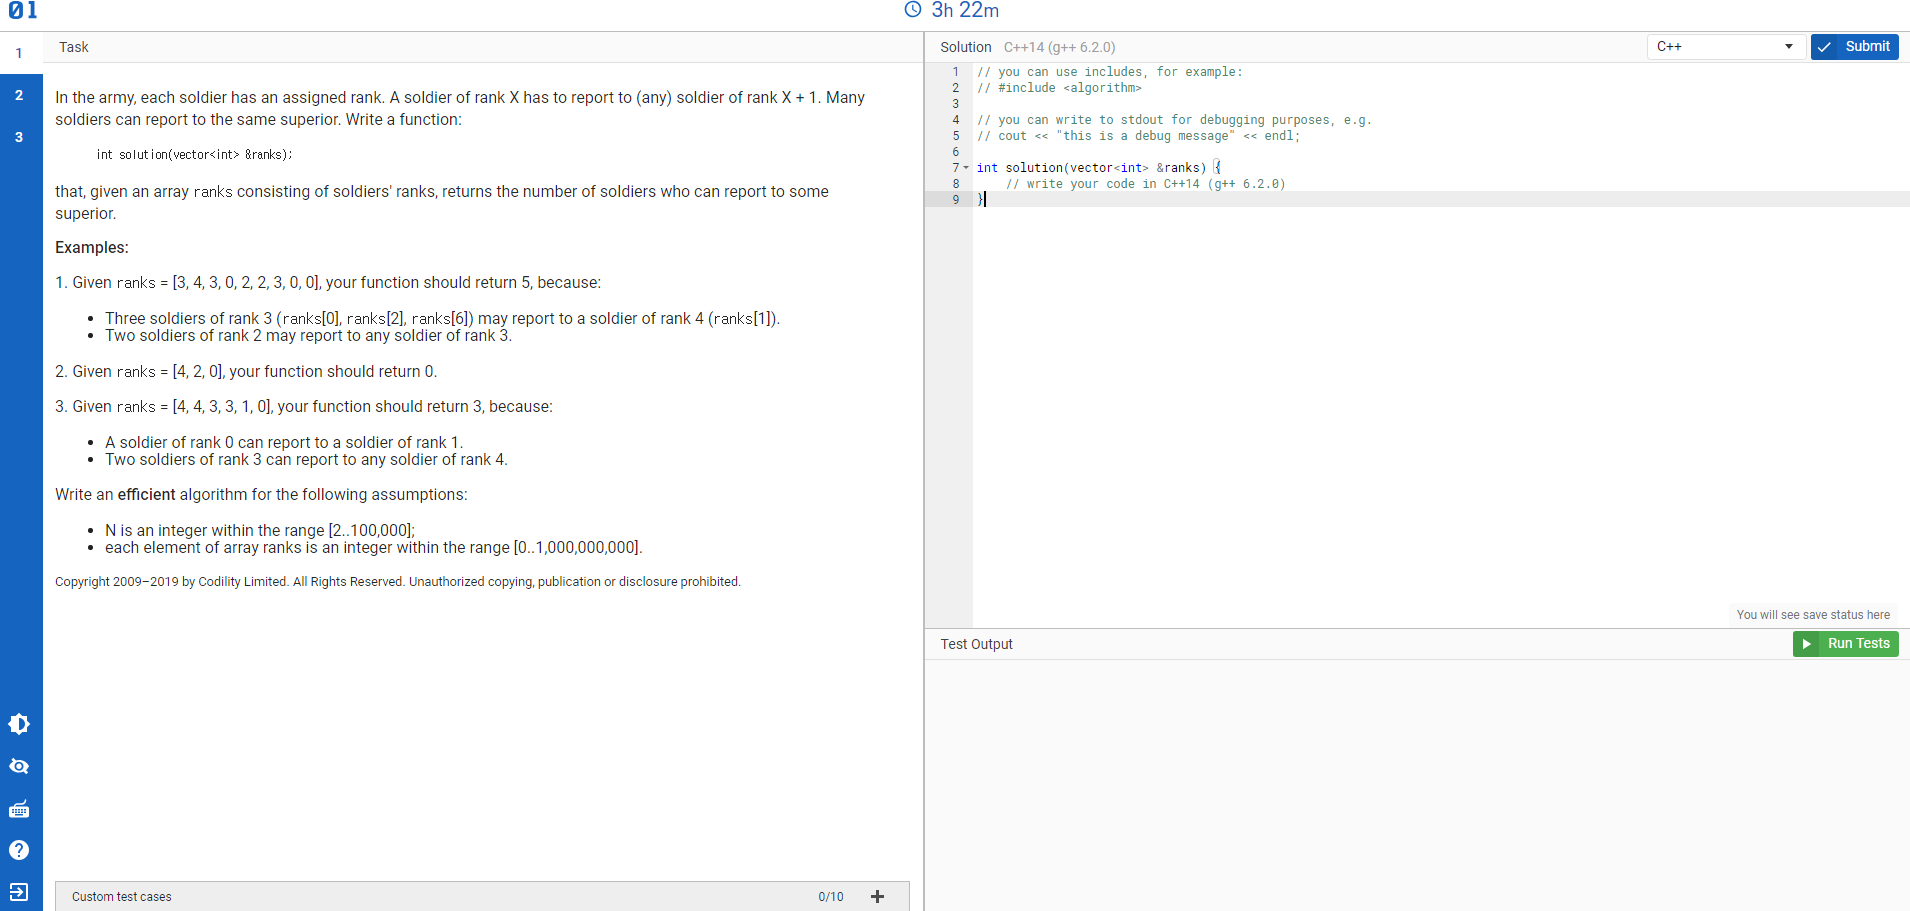 01
3h 22m
1
2
3
Task
In the army, each soldier has an assigned rank. A soldier of rank X has to report to (any) soldier of rank X + 1. Many
soldiers can report to the same superior. Write a function:
int solution(vector<int> &ranks);
that, given an array ranks consisting of soldiers' ranks, returns the number of soldiers who can report to some
superior.
Examples:
1. Given ranks = [3, 4, 3, 0, 2, 2, 3, 0, 0], your function should return 5, because:
• Three soldiers of rank 3 (ranks[0], ranks[2], ranks[6]) may report to a soldier of rank 4 (ranks[1]).
• Two soldiers of rank 2 may report to any soldier of rank 3.
2. Given ranks = [4, 2, 0], your function should return 0.
3. Given ranks = [4, 4, 3, 3, 1, 0], your function should return 3, because:
• A soldier of rank 0 can report to a soldier of rank 1.
• Two soldiers of rank 3 can report to any soldier of rank 4.
Write an efficient algorithm for the following assumptions:
• N is an integer within the range [2..100,000];
• each element of array ranks is an integer within the range [0..1,000,000,000].
Copyright 2009–2019 by Codility Limited. All Rights Reserved. Unauthorized copying, publication or disclosure prohibited.
Custom test cases 0/10 +
Solution C++14 (g++ 6.2.0)
C++
Submit
1 // you can use includes, for example:
2 // #include <algorithm>
3
4 // you can write to stdout for debugging purposes, e.g.
5 // cout << "this is a debug message" << endl;
6
7 int solution(vector<int> &ranks) {
8 // write your code in C++14 (g++ 6.2.0)
9 }
You will see save status here
Test Output
Run Tests